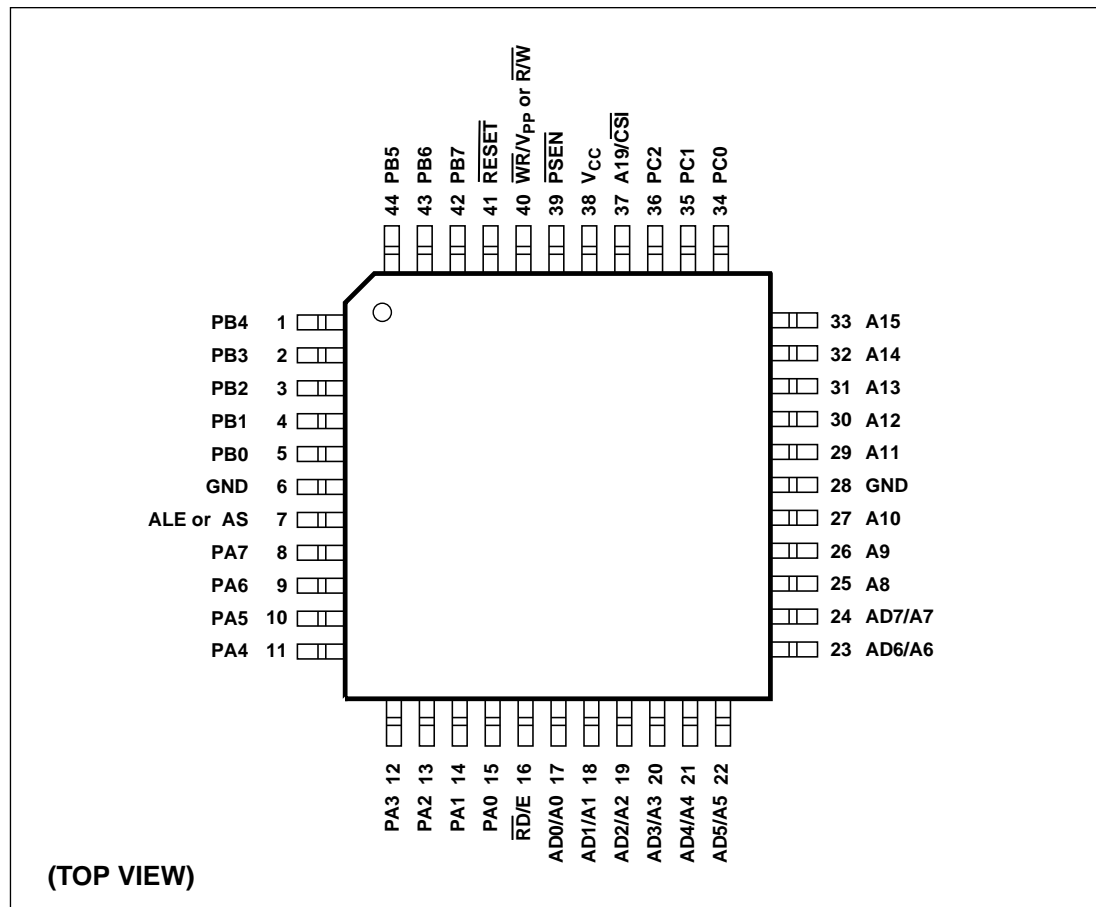 44 PB5
43 PB6
42 PB7
41 RESET
40 WR/VPP or R/W
39 PSEN
38 VCC
37 A19/CSI
36 PC2
35 PC1
34 PC0
PB4 1
PB3 2
PB2 3
PB1 4
PB0 5
GND 6
ALE or AS 7
PA7 8
PA6 9
PA5 10
PA4 11
33 A15
32 A14
31 A13
30 A12
29 A11
28 GND
27 A10
26 A9
25 A8
24 AD7/A7
23 AD6/A6
PA3 12
PA2 13
PA1 14
PA0 15
RD/E 16
AD0/A0 17
AD1/A1 18
AD2/A2 19
AD3/A3 20
AD4/A4 21
AD5/A5 22
(TOP VIEW)